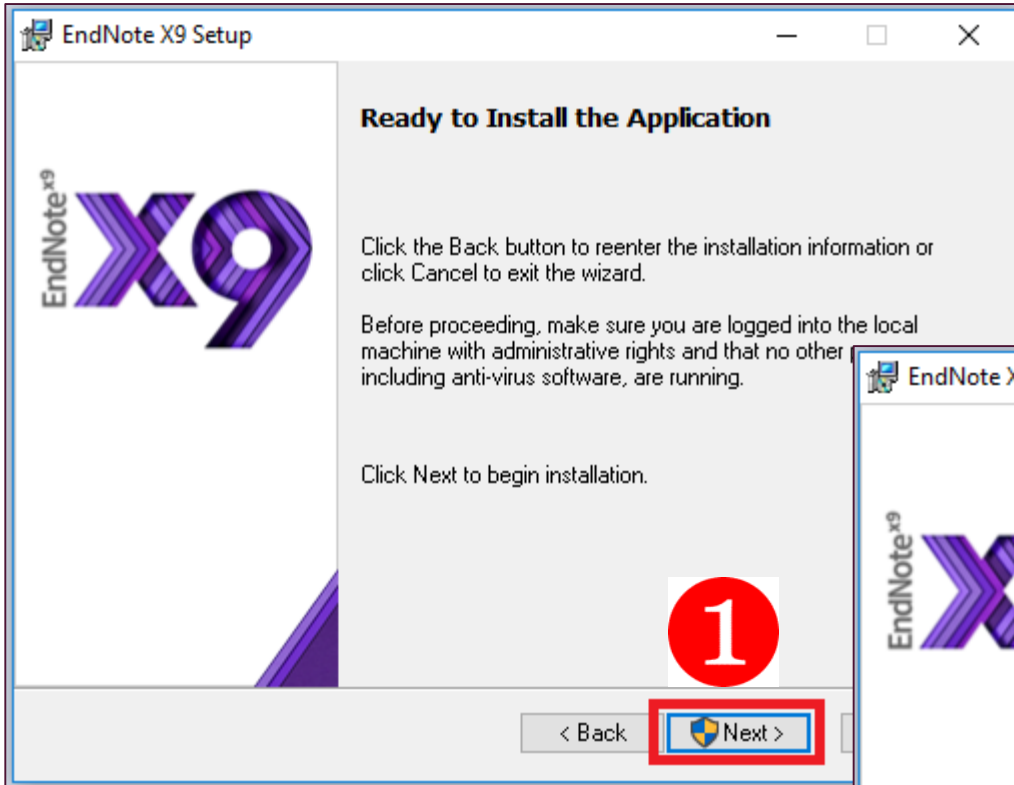 EndNote X9 Setup
EndNote x9
X9
Ready to Install the Application
Click the Back button to reenter the installation information or
click Cancel to exit the wizard.
Before proceeding, make sure you are logged into the local
machine with administrative rights and that no other
including anti-virus software, are running.
Click Next to begin installation.
1
< Back
Next >
EndNote X
EndNote x9
X